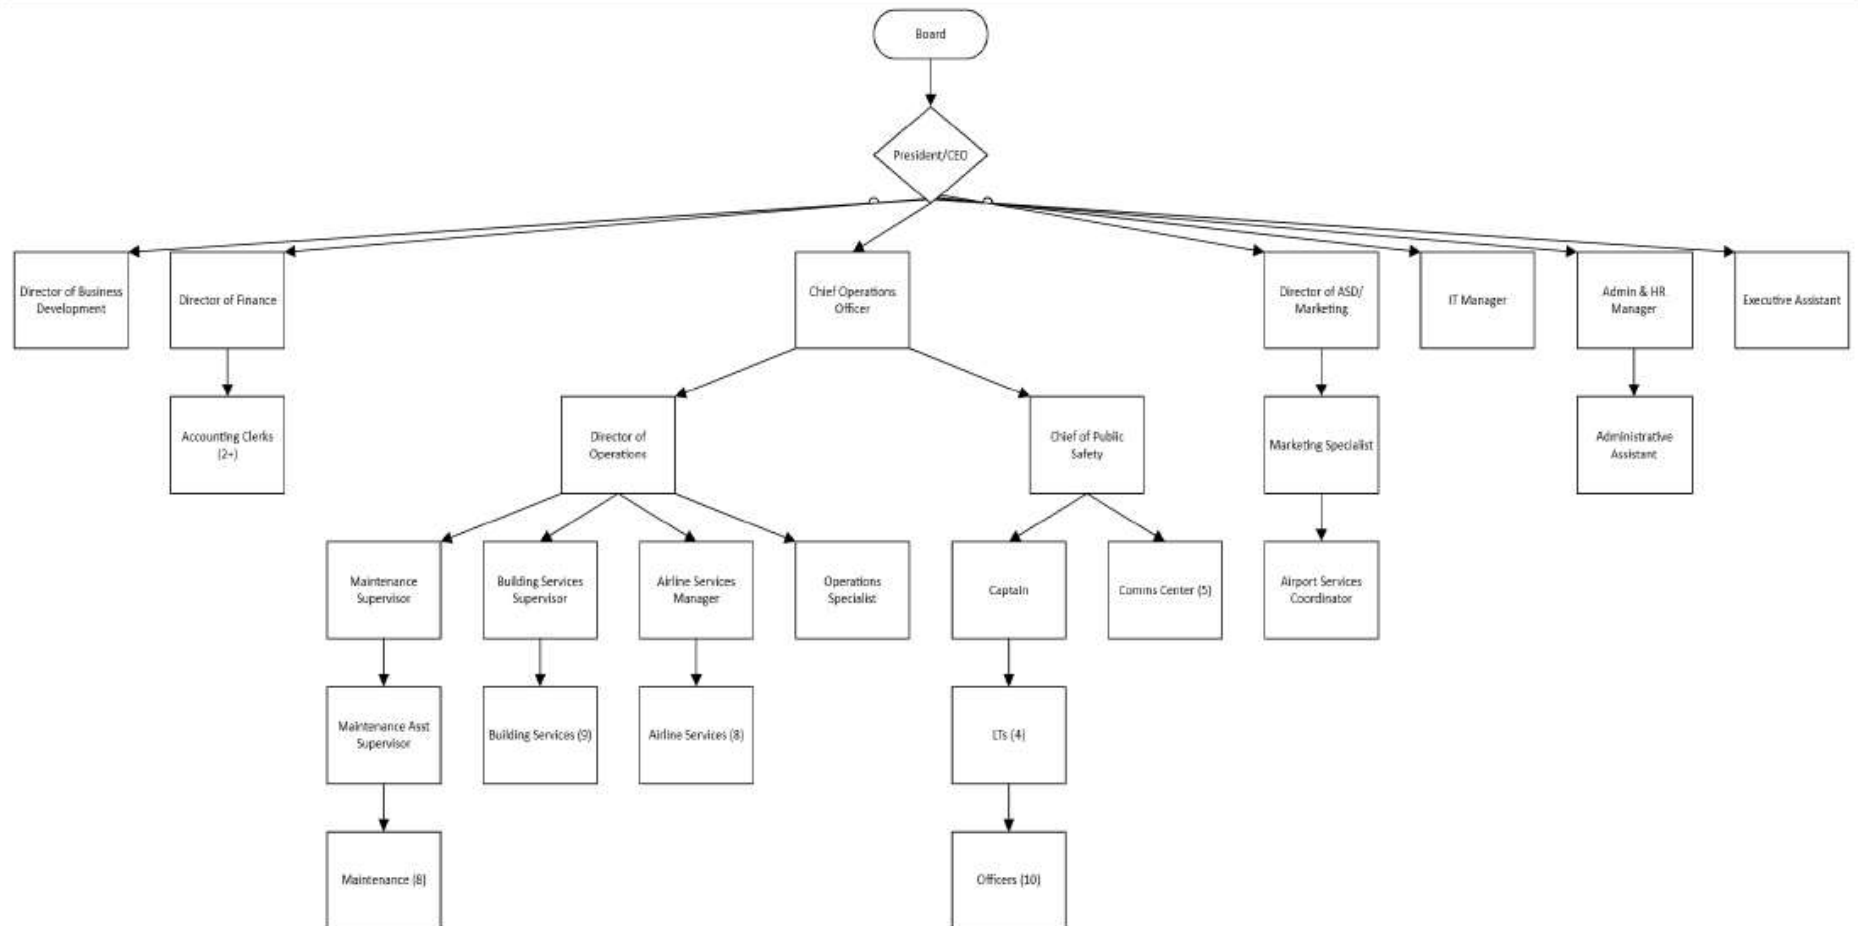 Board
President/CEO
Director of Business
Development
Director of Finance
Chief Operations
Officer
Director of ASD/
Marketing
IT Manager
Admin & HR
Manager
Executive Assistant
Accounting Clerks
(2+)
Director of
Operations
Chief of Public
Safety
Marketing Specialist
Administrative
Assistant
Maintenance
Supervisor
Building Services
Supervisor
Airline Services
Manager
Operations
Specialist
Captain
Comms Center (5)
Airport Services
Coordinator
Maintenance Asst
Supervisor
Building Services (9)
Airline Services (8)
LTs (4)
Maintenance (8)
Officers (10)